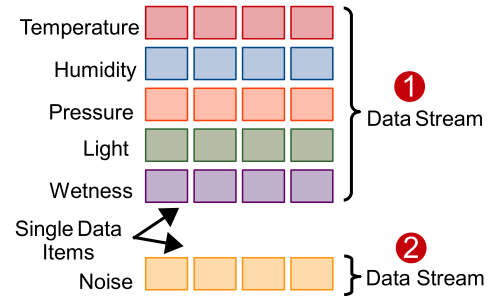 Temperature
Humidity
Pressure
Light
Wetness
1
Data Stream
Single Data
Items
Noise
2
Data Stream